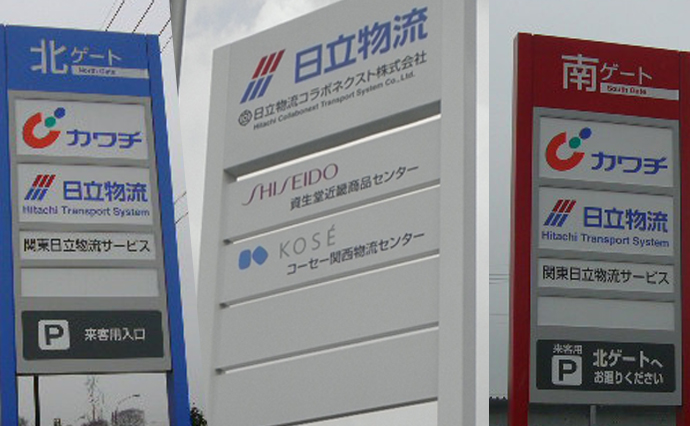 北ゲート
North Gate
カワチ
日立物流
Hitachi Transport System
関東日立物流サービス
P 来客用入口
日立物流
日立物流コラボネクスト株式会社
Hitachi Collabonext Transport System Co., Ltd.
SHISEIDO
資生堂近畿商品センター
KOSÉ
コーセー関西物流センター
南ゲート
South Gate
カワチ
日立物流
Hitachi Transport System
関東日立物流サービス
来客用
P 北ゲートへ
お廻りください